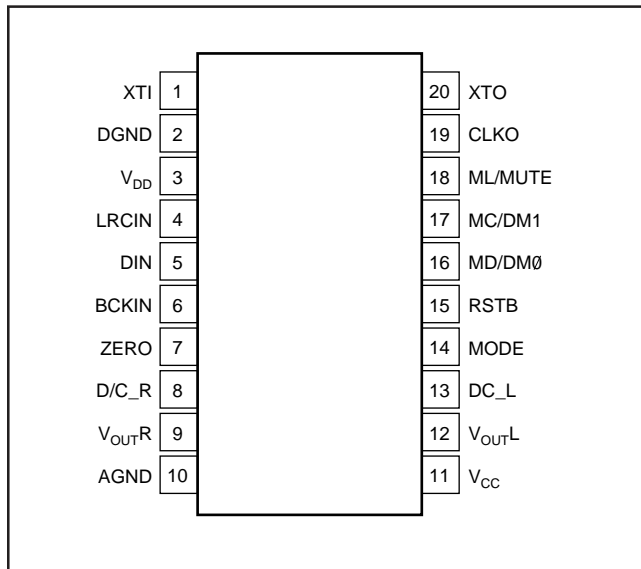 XTI 1 20 XTO
DGND 2 19 CLKO
VDD 3 18 ML/MUTE
LRCIN 4 17 MC/DM1
DIN 5 16 MD/DM0
BCKIN 6 15 RSTB
ZERO 7 14 MODE
D/C_R 8 13 DC_L
VOUTR 9 12 VOUTL
AGND 10 11 VCC